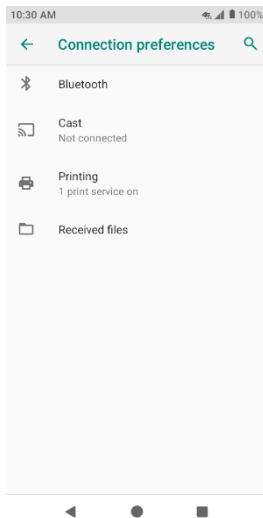 10:30 AM 100%
Connection preferences
Bluetooth
Cast
Not connected
Printing
1 print service on
Received files